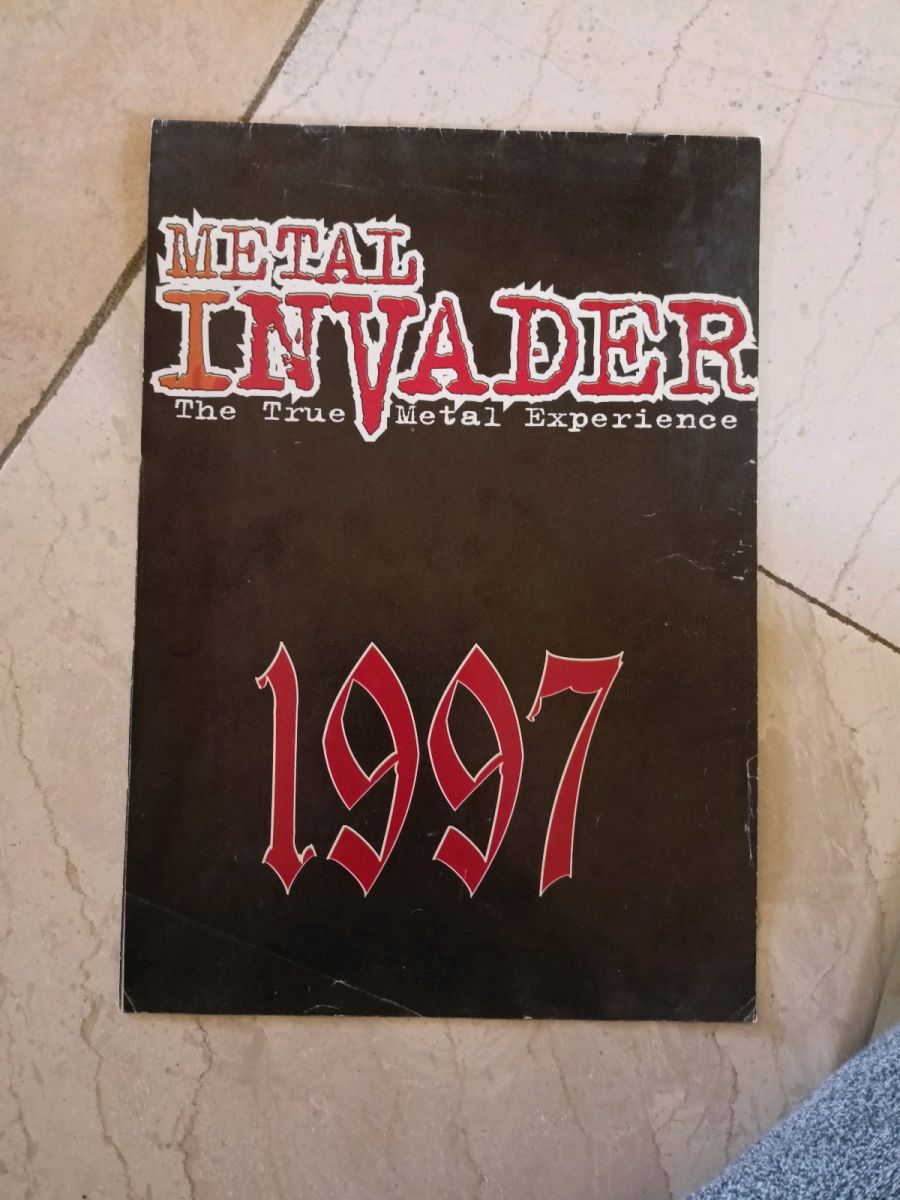 METAL
INVADER
The True Metal Experience
1997